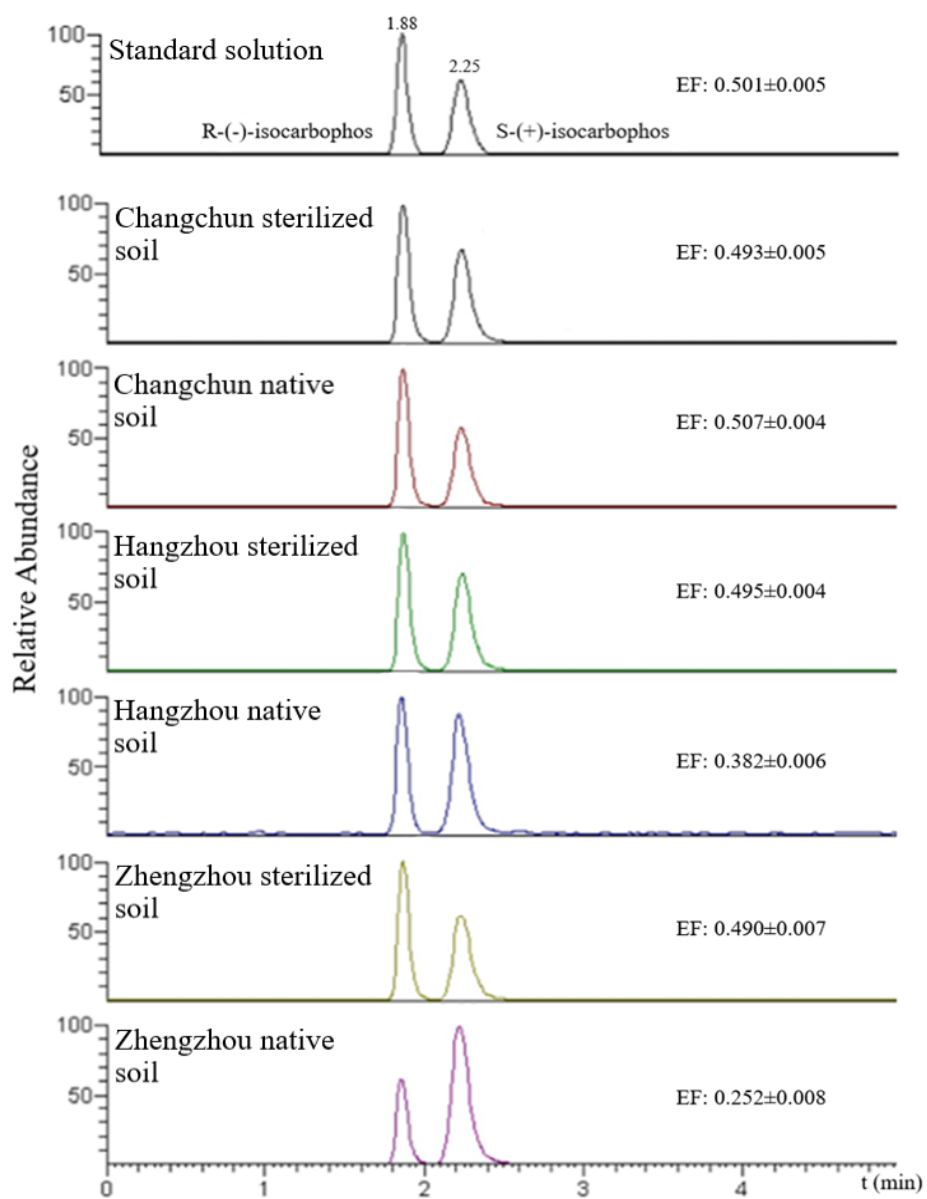 1.88
100
Standard solution
2.25
EF: 0.501±0.005
50
R-(-)-isocarbophos
S-(+)-isocarbophos
100
Changchun sterilized
soil
EF: 0.493±0.005
50
100
Changchun native
soil
EF: 0.507±0.004
50
Relative Abundance
100
Hangzhou sterilized
soil
EF: 0.495±0.004
50
100
Hangzhou native
soil
EF: 0.382±0.006
50
100
Zhengzhou sterilized
soil
EF: 0.490±0.007
50
100
Zhengzhou native
soil
EF: 0.252±0.008
50
0 1 2 3 4 t (min)